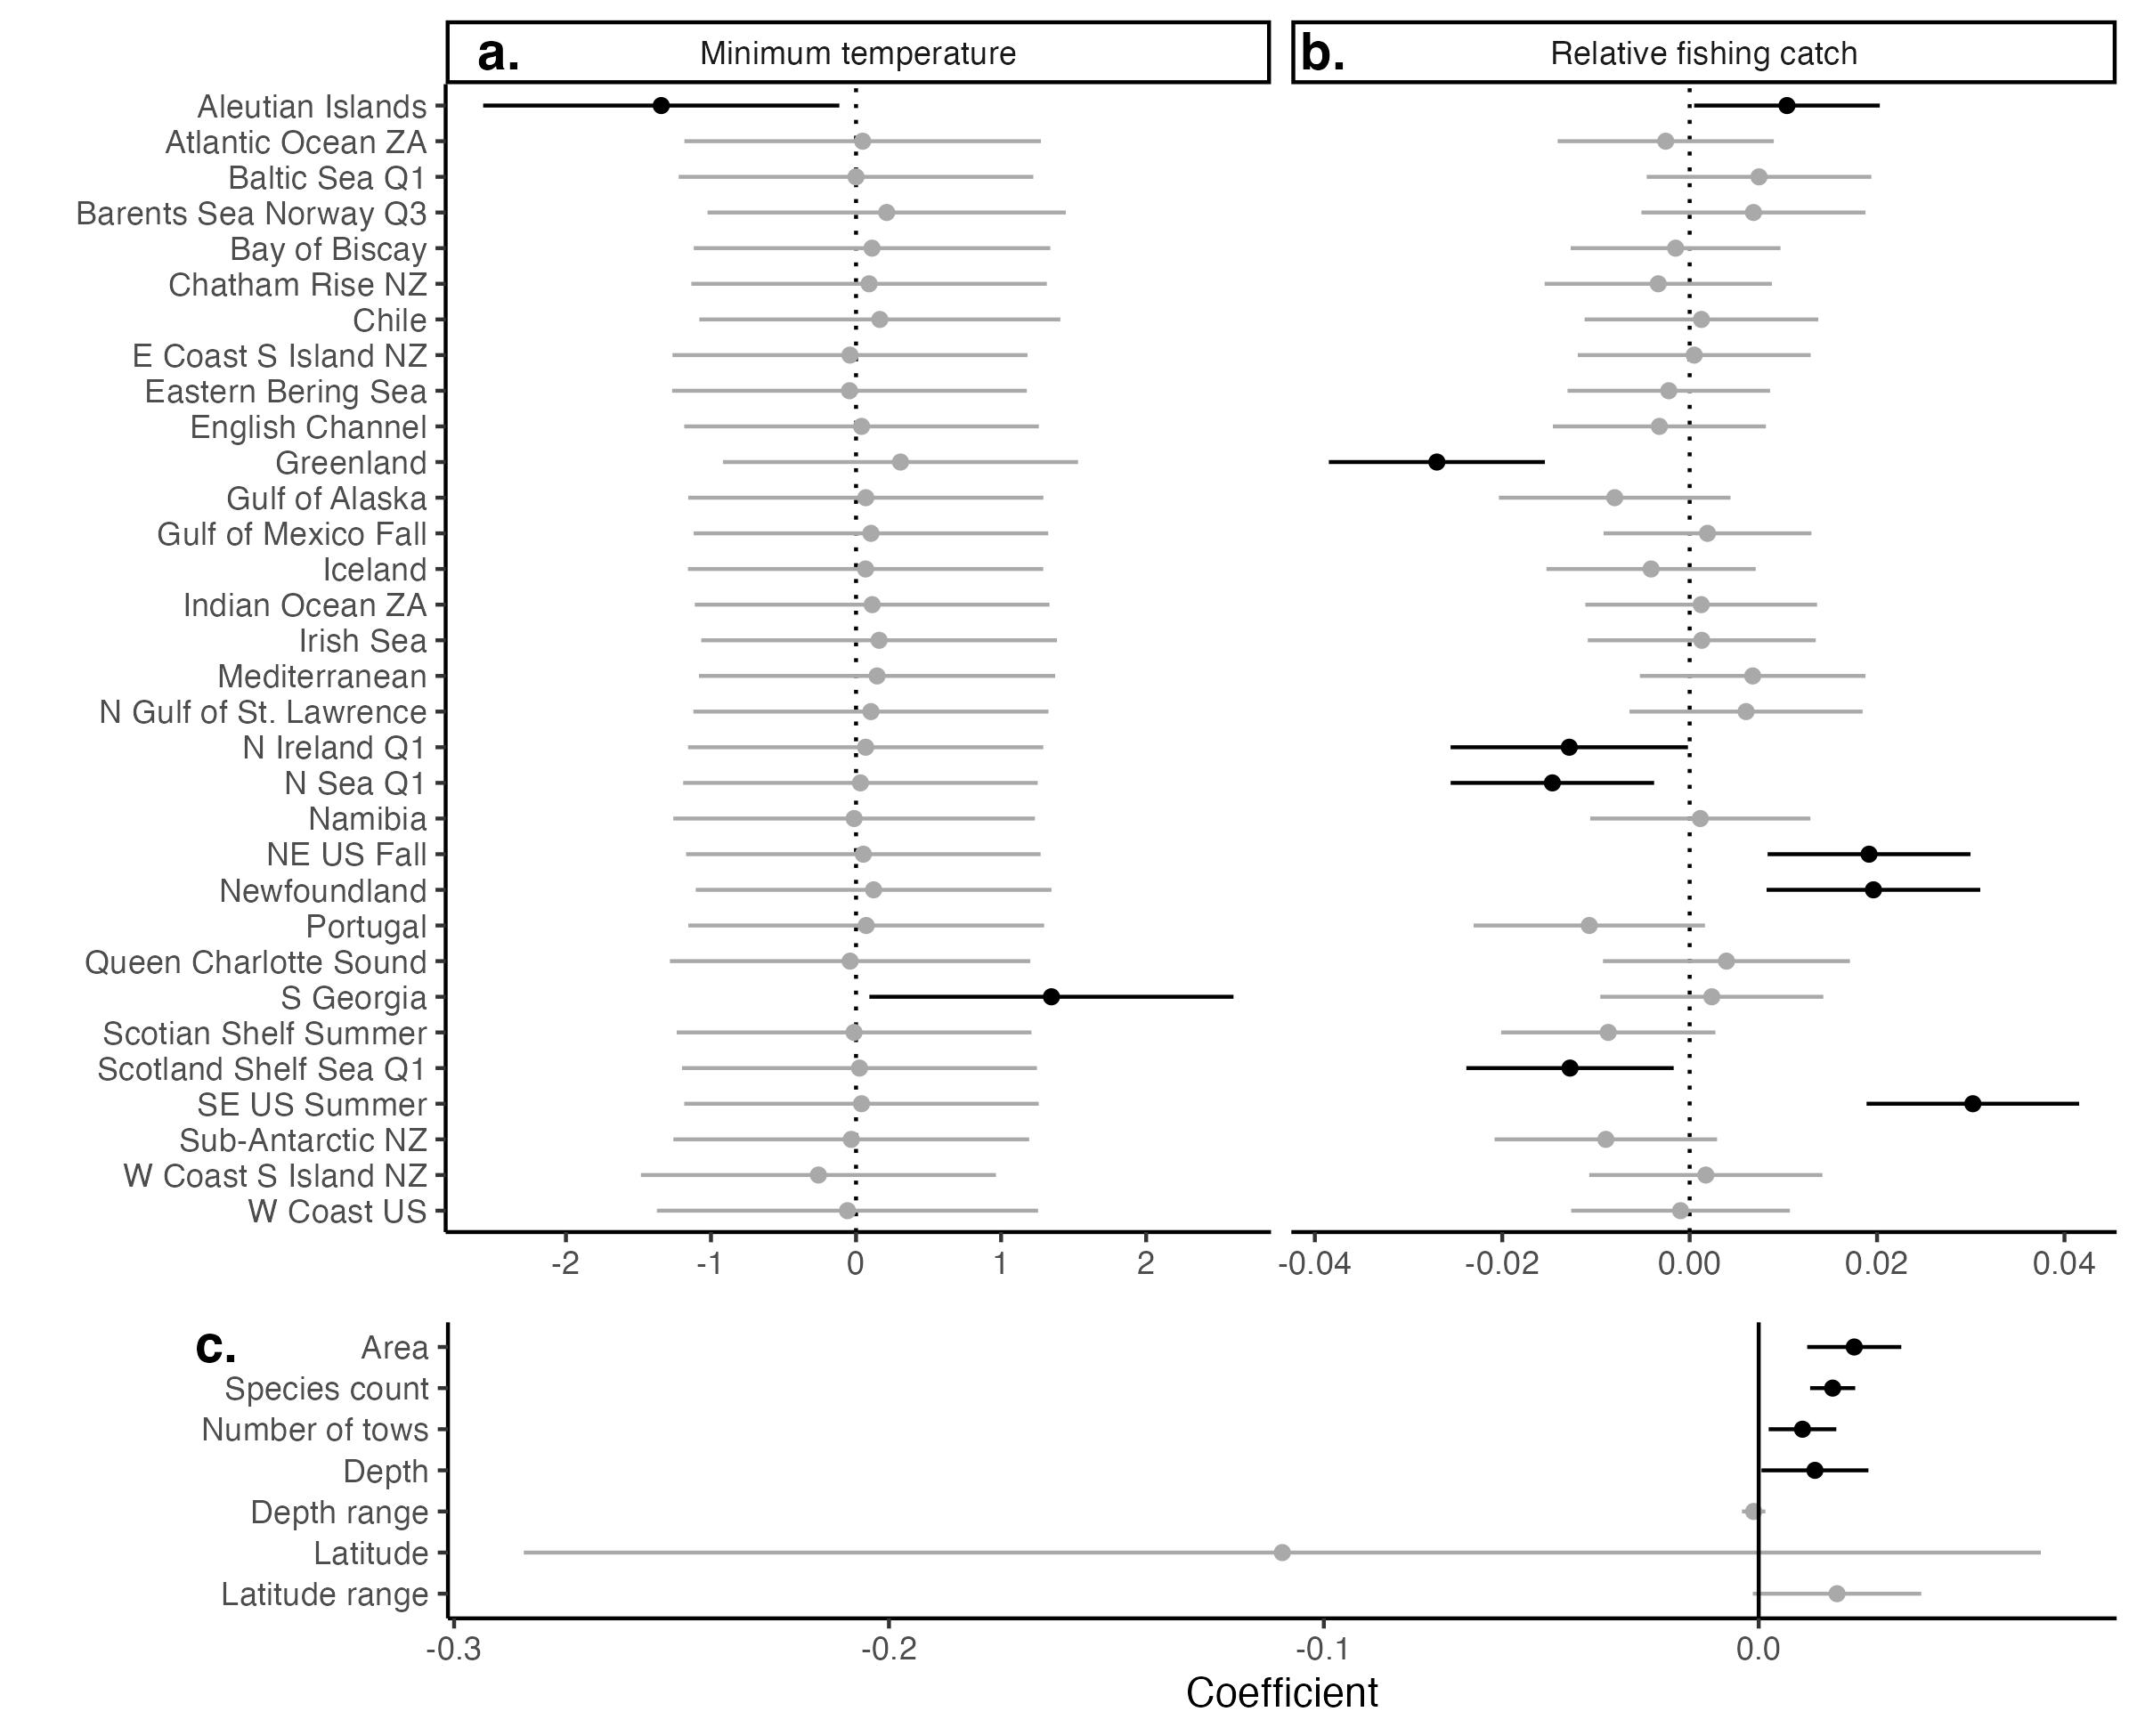 a. Minimum temperature b. Relative fishing catch
Aleutian Islands
Atlantic Ocean ZA
Baltic Sea Q1
Barents Sea Norway Q3
Bay of Biscay
Chatham Rise NZ
Chile
E Coast S Island NZ
Eastern Bering Sea
English Channel
Greenland
Gulf of Alaska
Gulf of Mexico Fall
Iceland
Indian Ocean ZA
Irish Sea
Mediterranean
N Gulf of St. Lawrence
N Ireland Q1
N Sea Q1
Namibia
NE US Fall
Newfoundland
Portugal
Queen Charlotte Sound
S Georgia
Scotian Shelf Summer
Scotland Shelf Sea Q1
SE US Summer
Sub-Antarctic NZ
W Coast S Island NZ
W Coast US
-2 -1 0 1 2 -0.04 -0.02 0.00 0.02 0.04
c. Area
Species count
Number of tows
Depth
Depth range
Latitude
Latitude range
-0.3 -0.2 -0.1 0.0
Coefficient